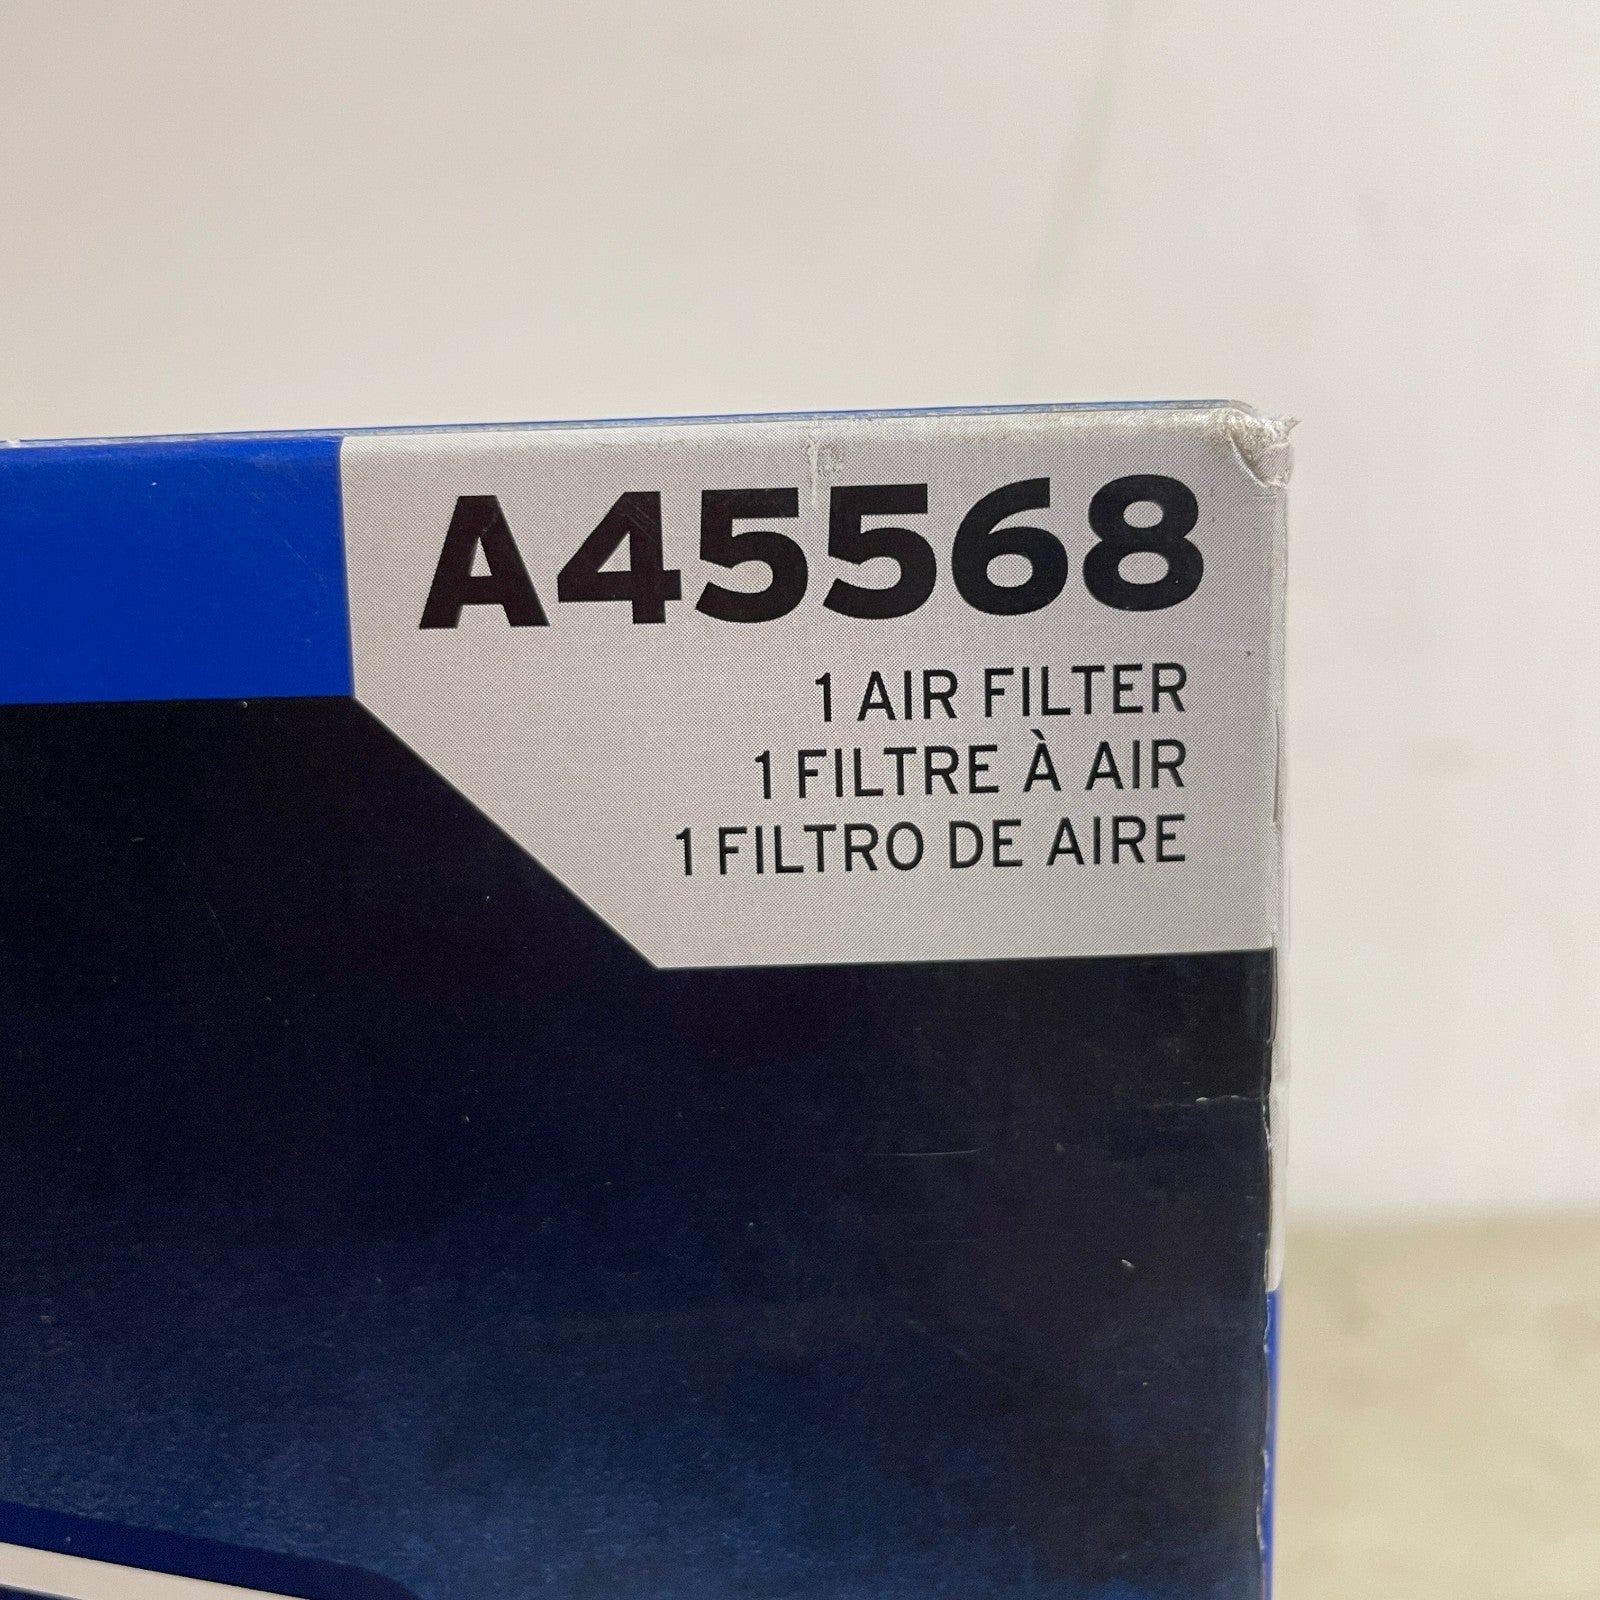 A45568
1 AIR FILTER
1 FILTRE À AIR
1 FILTRO DE AIRE